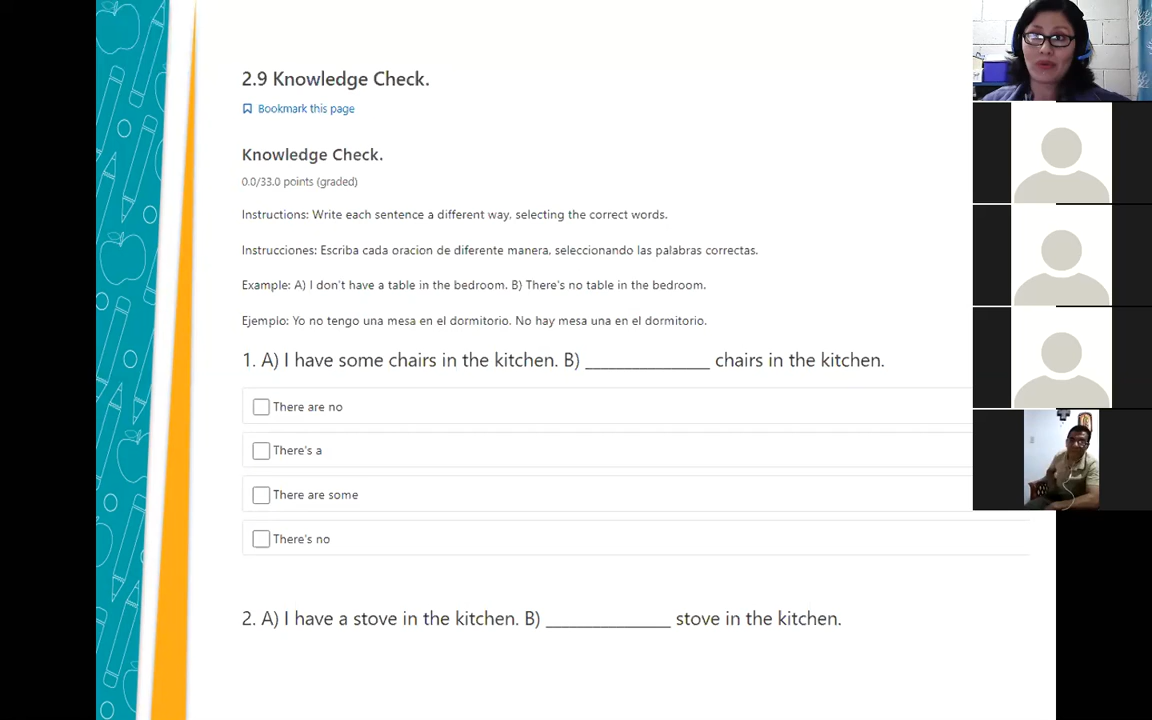 2.9 Knowledge Check.
Bookmark this page
Knowledge Check.
0.0/33.0 points (graded)
Instructions: Write each sentence a different way, selecting the correct words.
Instrucciones: Escriba cada oracion de diferente manera, seleccionando las palabras correctas.
Example: A) I don't have a table in the bedroom. B) There's no table in the bedroom.
Ejemplo: Yo no tengo una mesa en el dormitorio. No hay mesa una en el dormitorio.
1. A) I have some chairs in the kitchen. B) _______________ chairs in the kitchen.
There are no
There's a
There are some
There's no
2. A) I have a stove in the kitchen. B) _______________ stove in the kitchen.